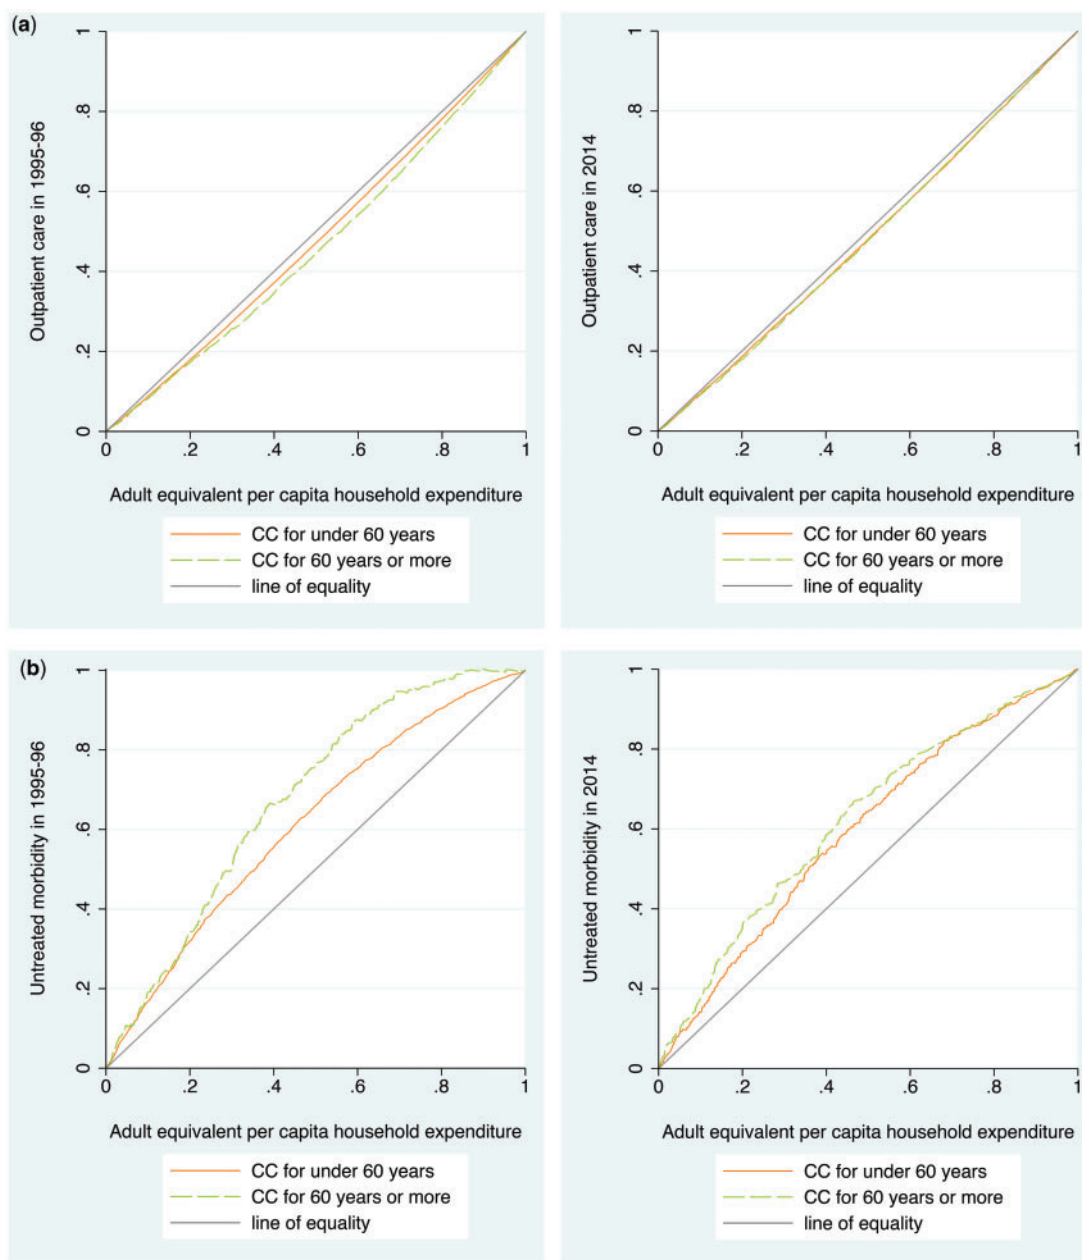 (a)
1
.8
.6
.4
.2
0
Outpatient care in 1995-96
0 .2 .4 .6 .8 1
Adult equivalent per capita household expenditure
CC for under 60 years
CC for 60 years or more
line of equality
1
.8
.6
.4
.2
0
Outpatient care in 2014
0 .2 .4 .6 .8 1
Adult equivalent per capita household expenditure
CC for under 60 years
CC for 60 years or more
line of equality
(b)
1
.8
.6
.4
.2
0
Untreated morbidity in 1995-96
0 .2 .4 .6 .8 1
Adult equivalent per capita household expenditure
CC for under 60 years
CC for 60 years or more
line of equality
1
.8
.6
.4
.2
0
Untreated morbidity in 2014
0 .2 .4 .6 .8 1
Adult equivalent per capita household expenditure
CC for under 60 years
CC for 60 years or more
line of equality